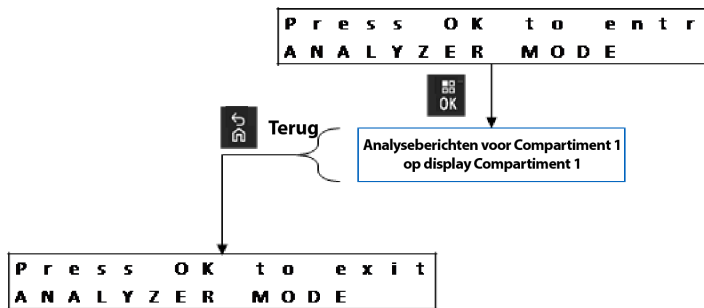 Press OK to entr
ANALYZER MODE
OK
Terug
Analyseberichten voor Compartiment 1
op display Compartiment 1
Press OK to exit
ANALYZER MODE